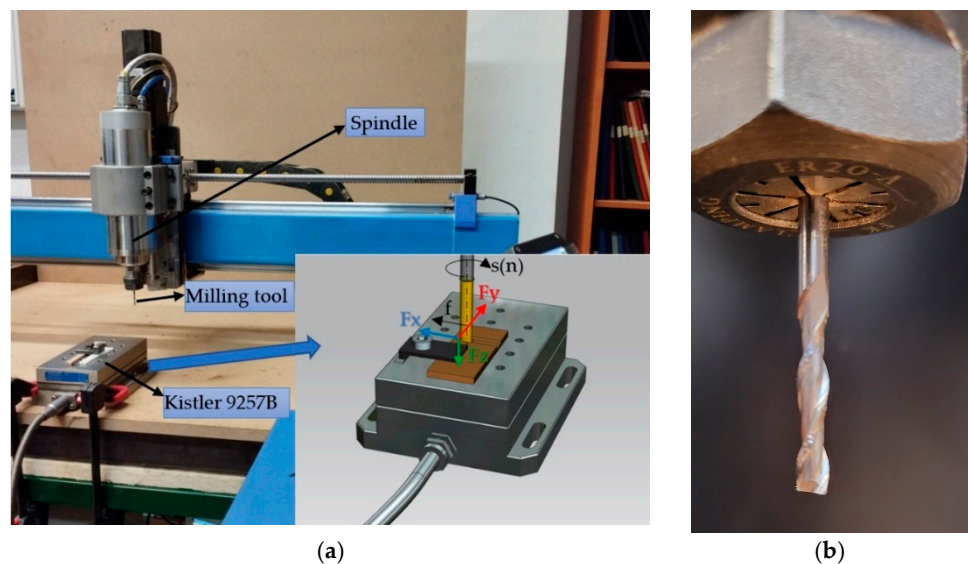 Spindle
Milling tool
Kistler 9257B
s(n)
Fy
f
Fx
Fz
ER20-A
(a)
(b)